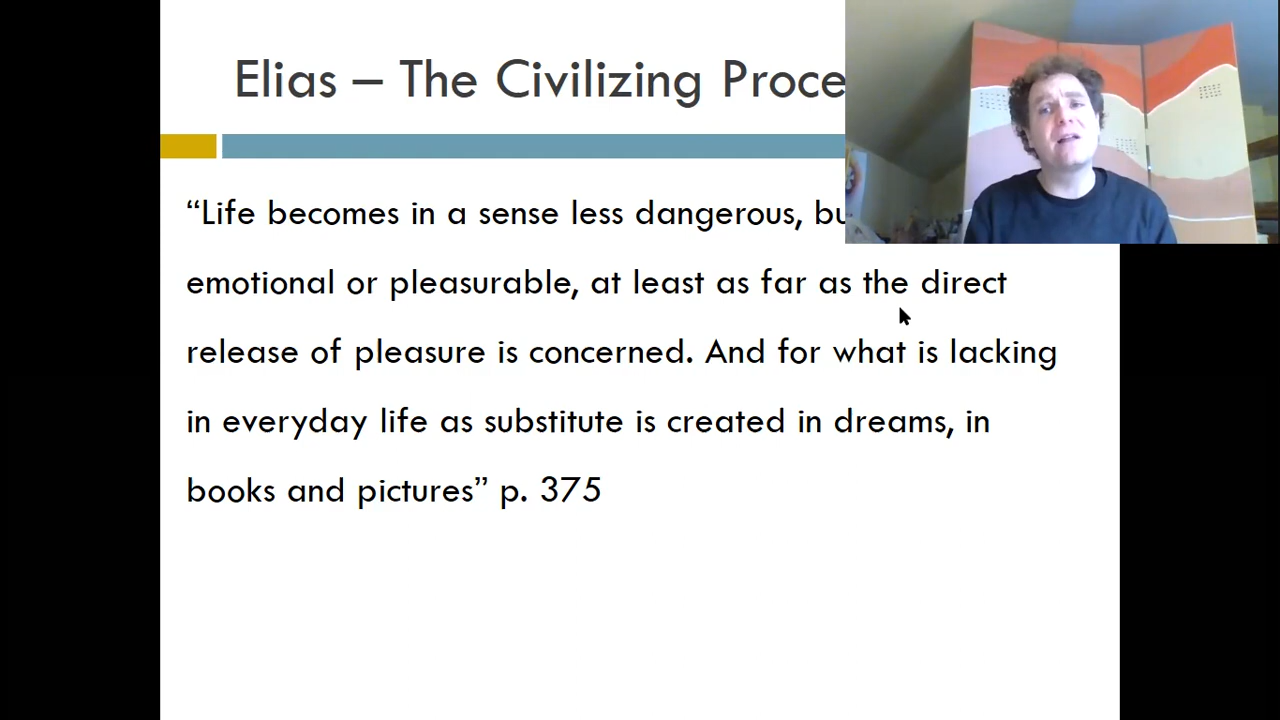 Elias – The Civilizing Proce
“Life becomes in a sense less dangerous, bu
emotional or pleasurable, at least as far as the direct
release of pleasure is concerned. And for what is lacking
in everyday life as substitute is created in dreams, in
books and pictures” p. 375